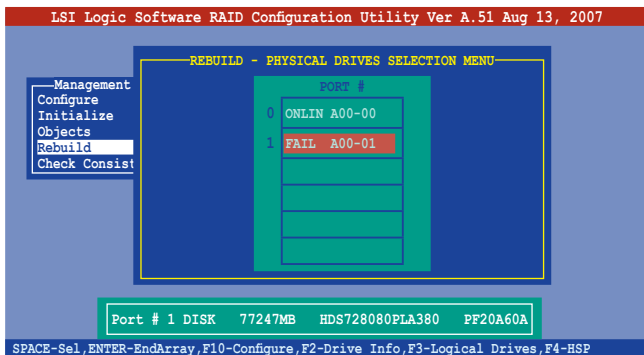 LSI Logic Software RAID Configuration Utility Ver A.51 Aug 13, 2007
REBUILD - PHYSICAL DRIVES SELECTION MENU
Management
Configure
Initialize
Objects
Rebuild
Check Consist
PORT #
0 ONLIN A00-00
1 FAIL A00-01
Port # 1 DISK 77247MB HDS728080PLA380 PF20A60A
SPACE-Sel,ENTER-EndArray,F10-Configure,F2-Drive Info,F3-Logical Drives,F4-HSP